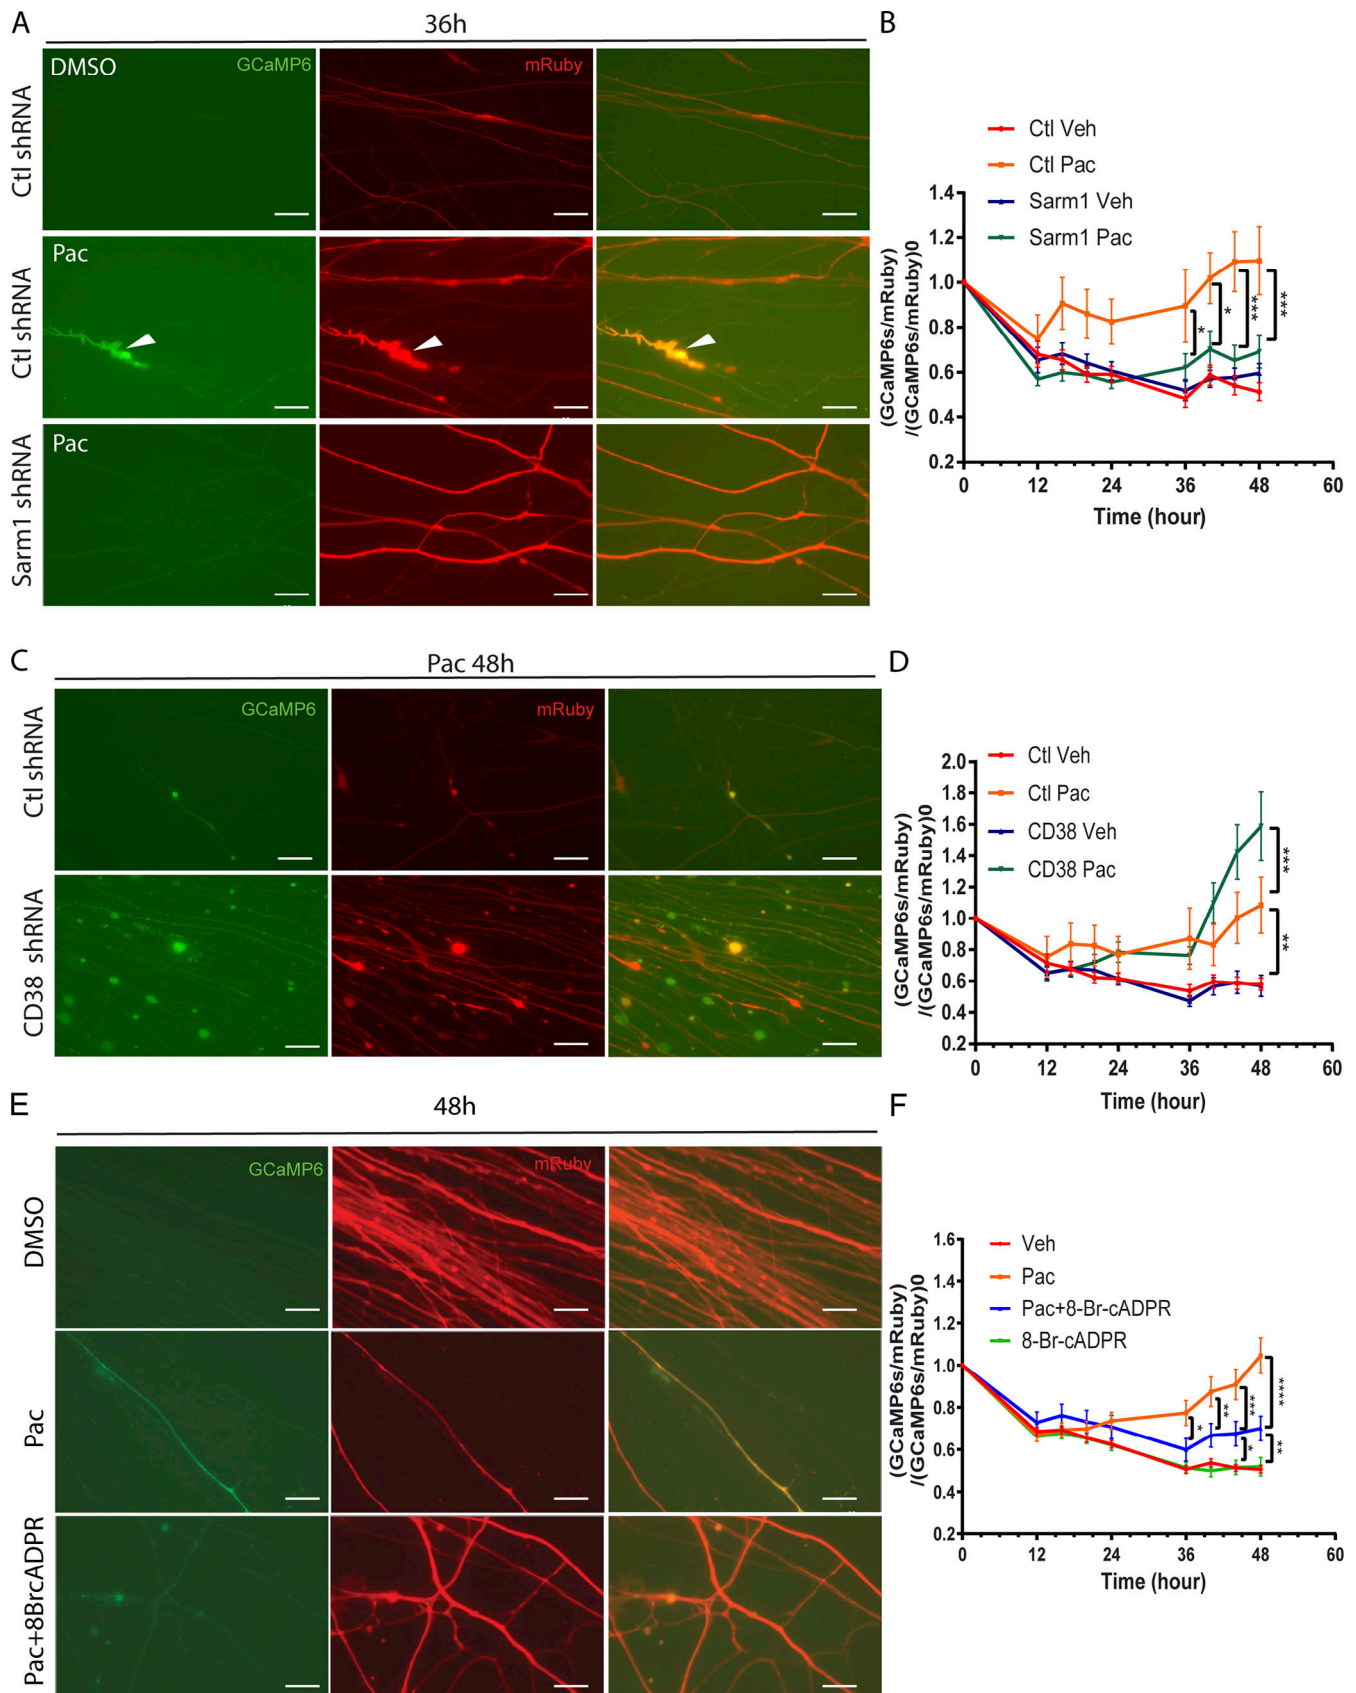 A
36h
B
DMSO
GCaMP6
mRuby
Ctl shRNA
Pac
Ctl shRNA
Pac
Sarm1 shRNA
Ctl Veh
Ctl Pac
Sarm1 Veh
Sarm1 Pac
1.4
1.2
1.0
0.8
0.6
0.4
0.2
(GCaMP6s/mRuby)
/(GCaMP6s/mRuby)0
*
*
***
***
0
12
24
36
48
60
Time (hour)
C
Pac 48h
D
GCaMP6
mRuby
Ctl shRNA
CD38 shRNA
Ctl Veh
Ctl Pac
CD38 Veh
CD38 Pac
2.0
1.8
1.6
1.4
1.2
1.0
0.8
0.6
0.4
0.2
(GCaMP6s/mRuby)
/(GCaMP6s/mRuby)0
***
**
0
12
24
36
48
60
Time (hour)
E
48h
F
GCaMP6
mRuby
DMSO
Pac
Pac+8BrcADPR
Veh
Pac
Pac+8-Br-cADPR
8-Br-cADPR
1.6
1.4
1.2
1.0
0.8
0.6
0.4
0.2
(GCaMP6s/mRuby)
/(GCaMP6s/mRuby)0
*
**
***
*
****
**
0
12
24
36
48
60
Time (hour)